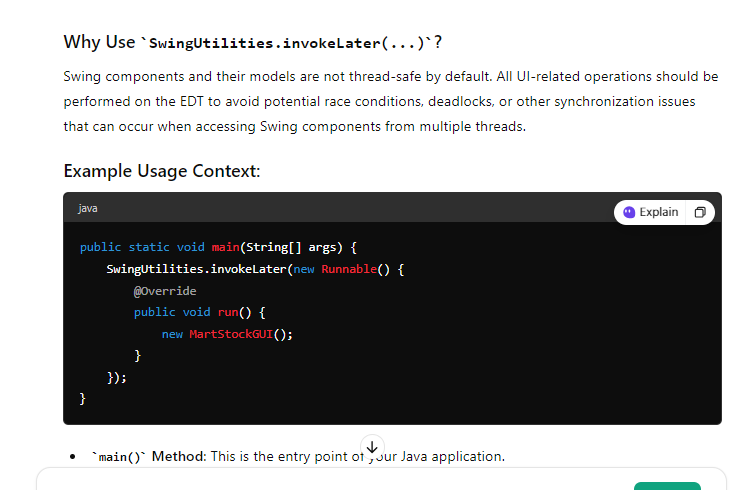 Why Use `SwingUtilities.invokeLater(...)`?
Swing components and their models are not thread-safe by default. All UI-related operations should be
performed on the EDT to avoid potential race conditions, deadlocks, or other synchronization issues
that can occur when accessing Swing components from multiple threads.
Example Usage Context:
java
Explain
public static void main(String[] args) {
    SwingUtilities.invokeLater(new Runnable() {
        @Override
        public void run() {
            new MartStockGUI();
        }
    });
}
• `main()` Method: This is the entry point of your Java application.